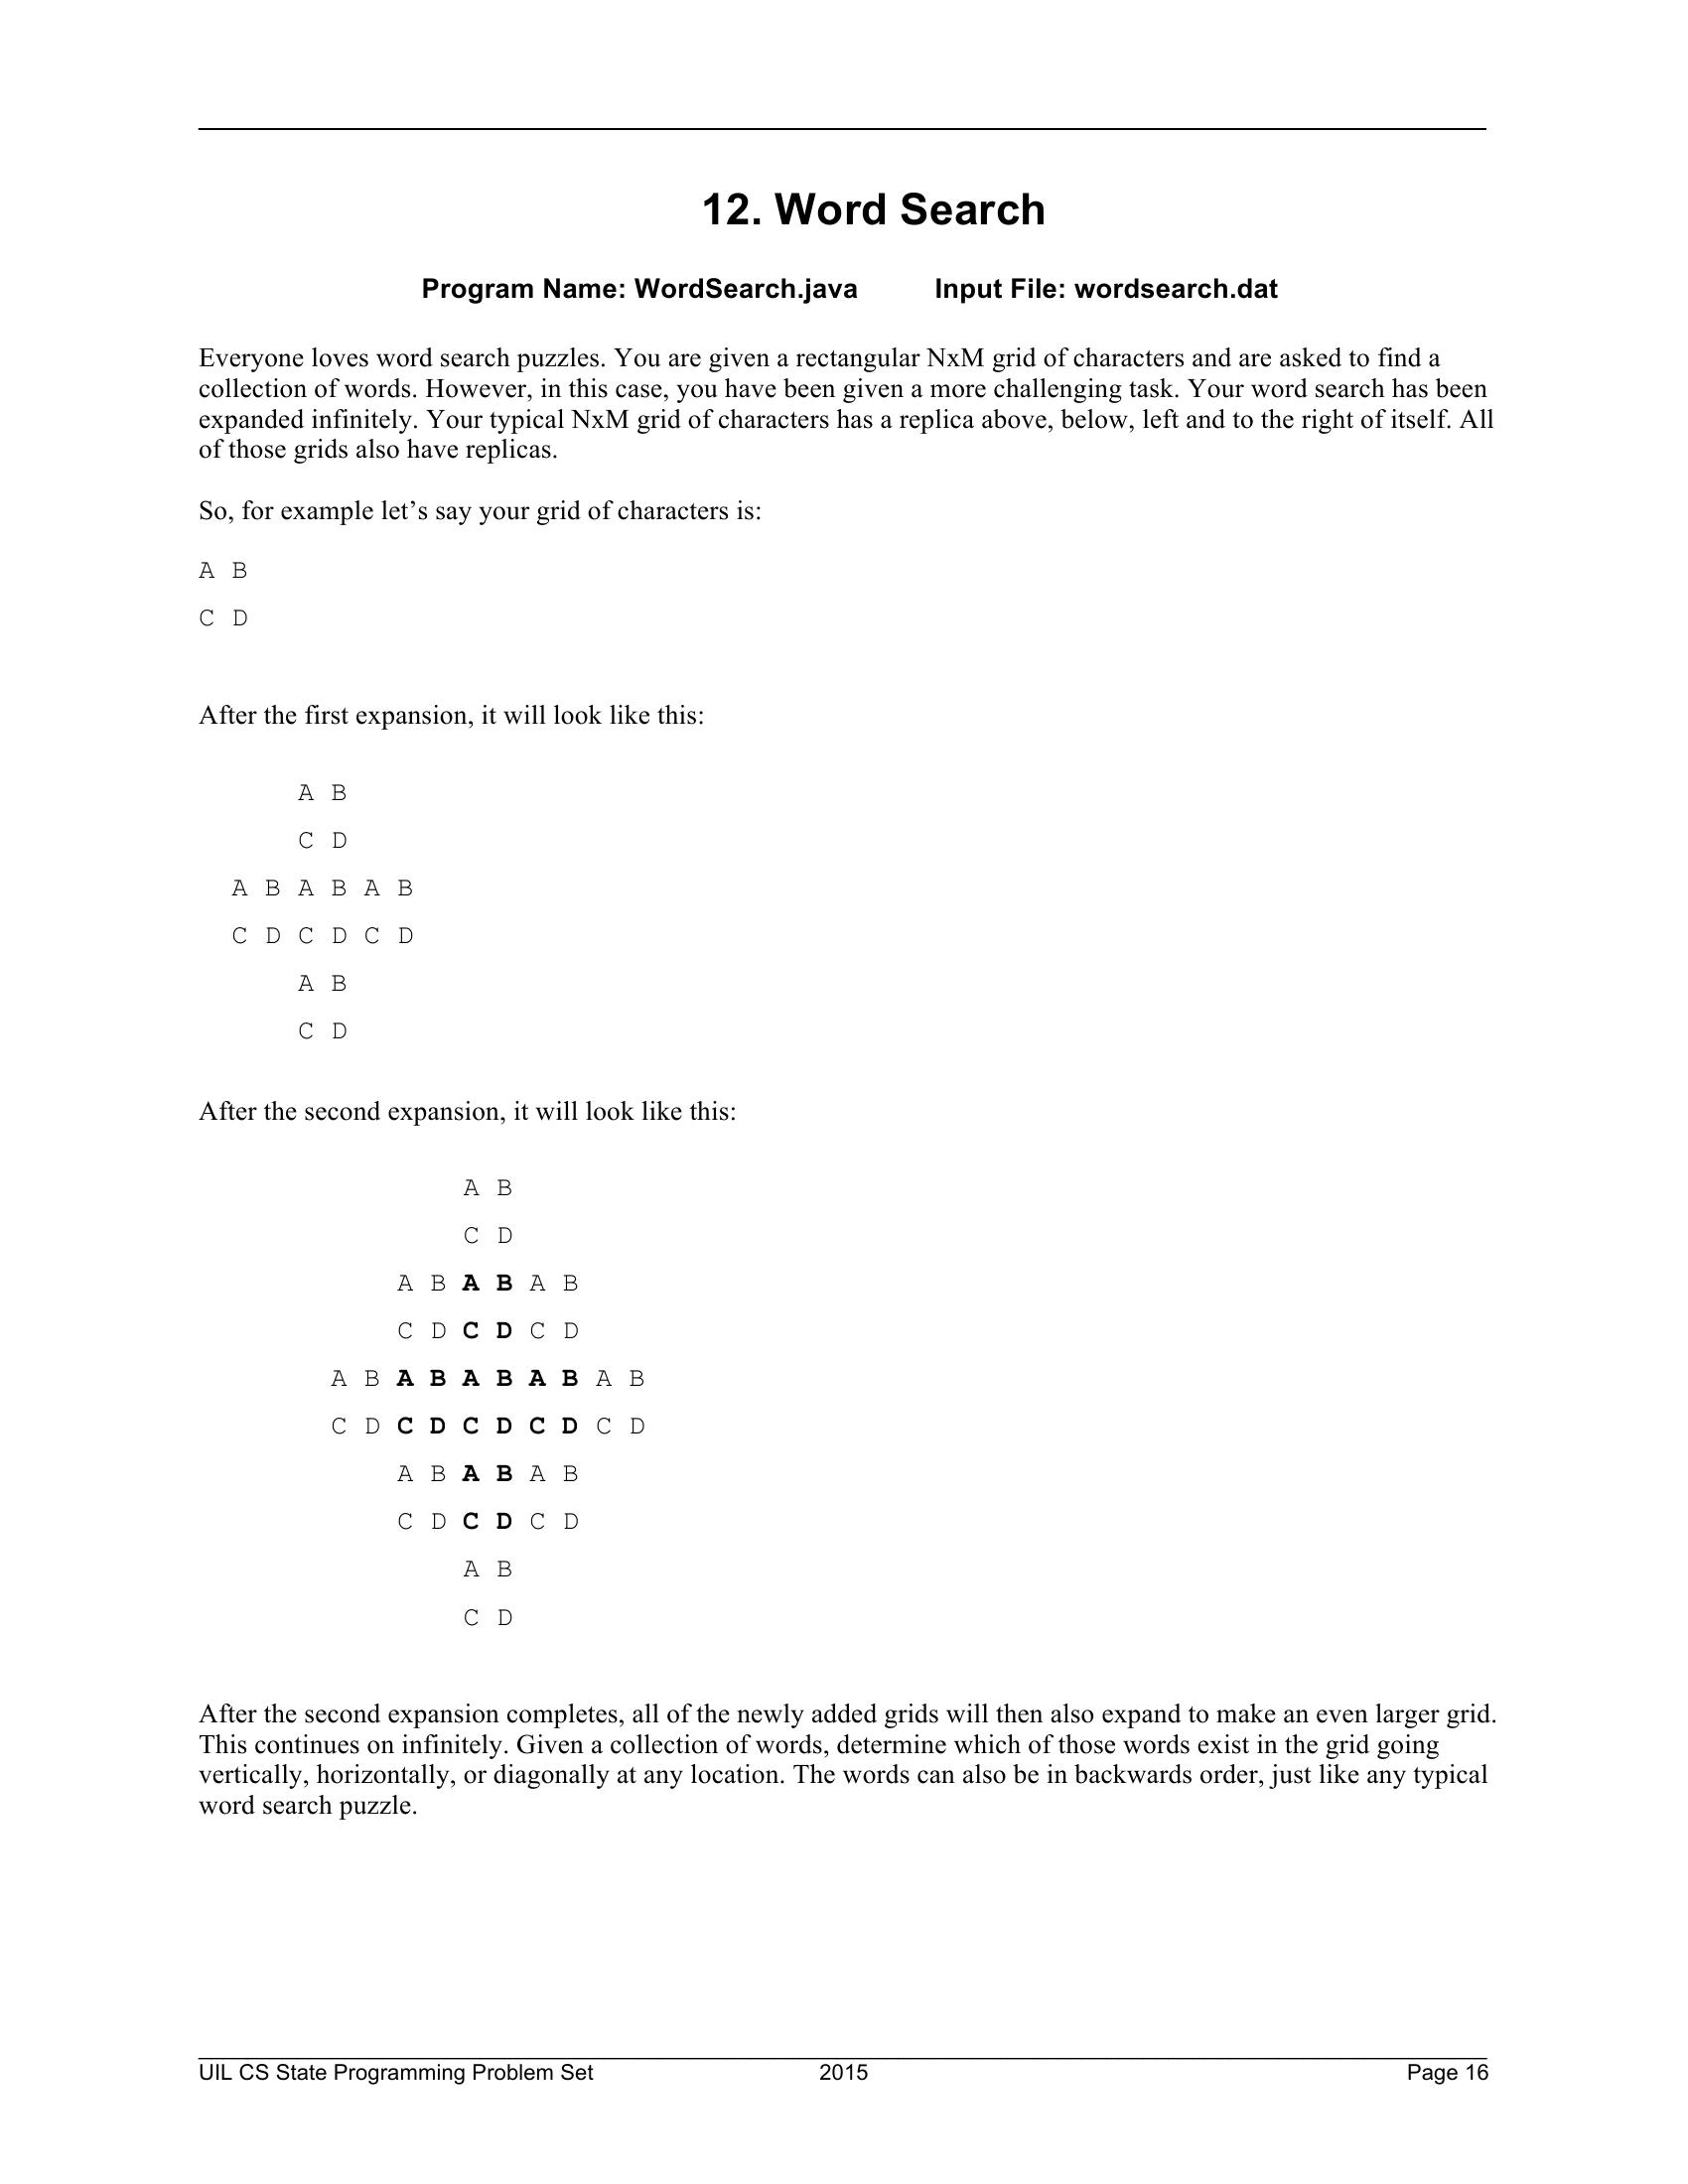 12. Word Search
Program Name: WordSearch.java Input File: wordsearch.dat
Everyone loves word search puzzles. You are given a rectangular NxM grid of characters and are asked to find a
collection of words. However, in this case, you have been given a more challenging task. Your word search has been
expanded infinitely. Your typical NxM grid of characters has a replica above, below, left and to the right of itself. All
of those grids also have replicas.
So, for example let’s say your grid of characters is:
A B
C D
After the first expansion, it will look like this:
A B
C D
A B A B A B
C D C D C D
A B
C D
After the second expansion, it will look like this:
A B
C D
A B A B A B
C D C D C D
A B A B A B A B A B
C D C D C D C D C D
A B A B A B
C D C D C D
A B
C D
After the second expansion completes, all of the newly added grids will then also expand to make an even larger grid.
This continues on infinitely. Given a collection of words, determine which of those words exist in the grid going
vertically, horizontally, or diagonally at any location. The words can also be in backwards order, just like any typical
word search puzzle.
UIL CS State Programming Problem Set 2015 Page 16